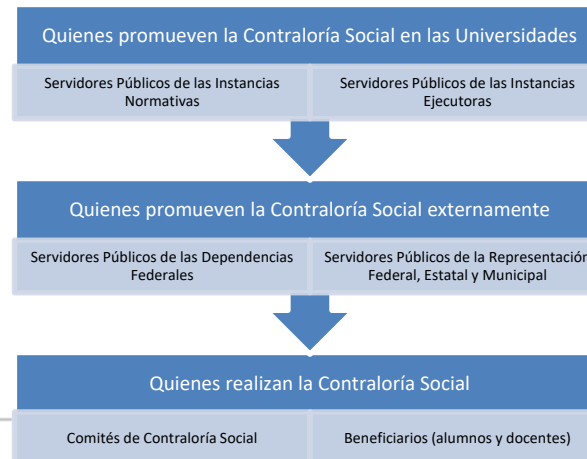 Quienes promueven la Contraloría Social en las Universidades
Servidores Públicos de las Instancias
Normativas
Servidores Públicos de las Instancias
Ejecutoras
Quienes promueven la Contraloría Social externamente
Servidores Públicos de las Dependencias
Federales
Servidores Públicos de la Representación
Federal, Estatal y Municipal
Quienes realizan la Contraloría Social
Comités de Contraloría Social
Beneficiarios (alumnos y docentes)